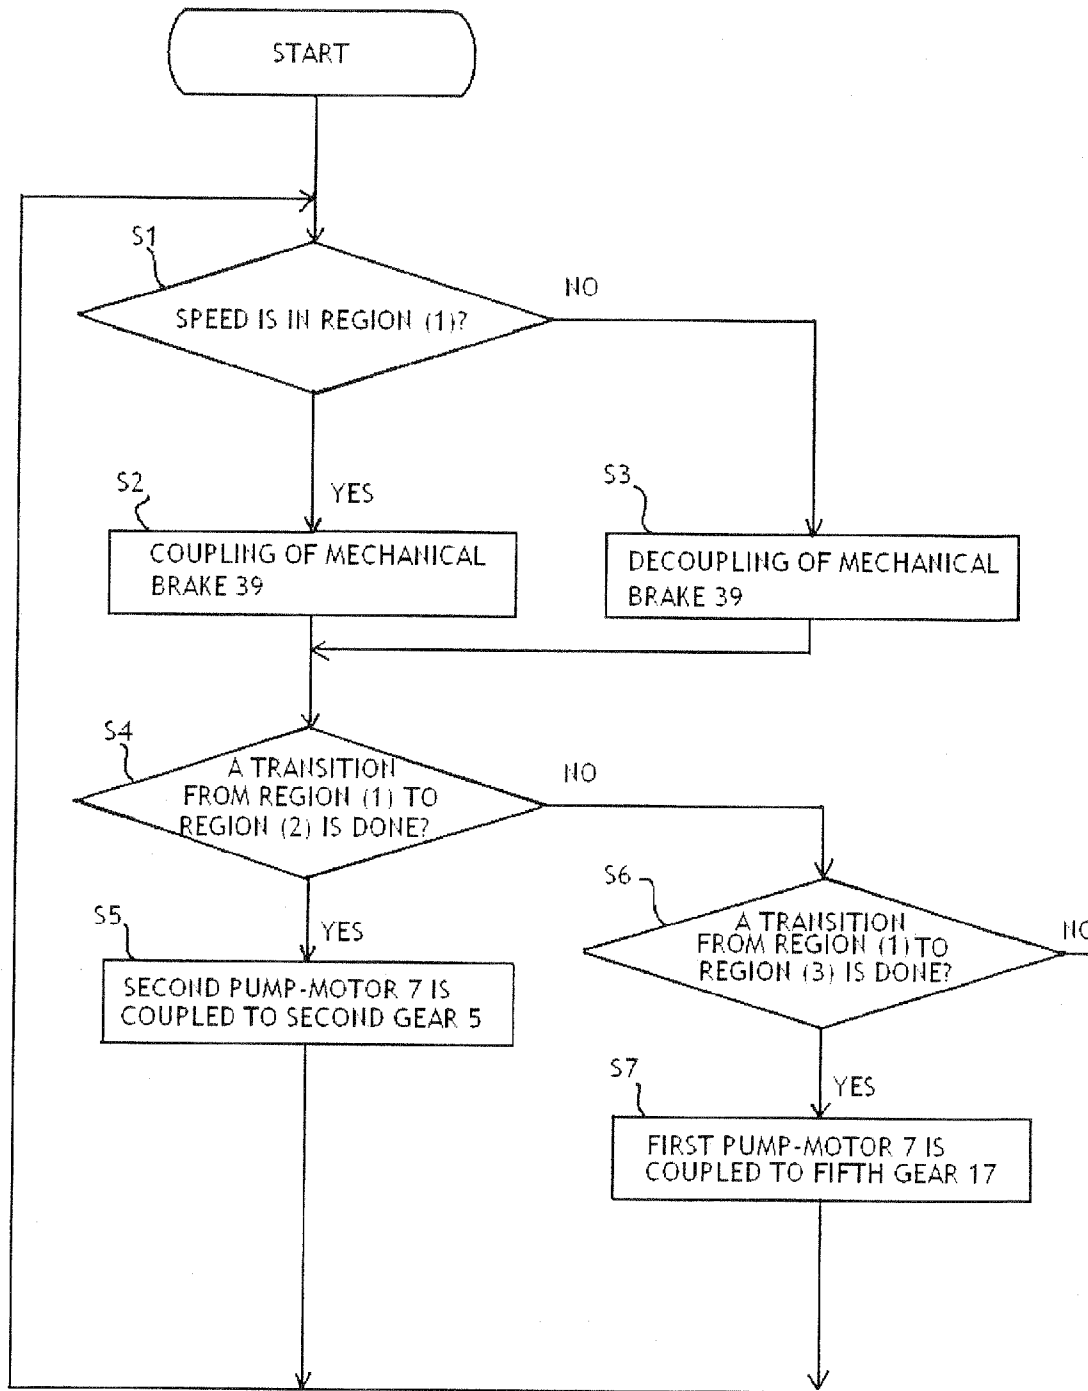 START
S1
SPEED IS IN REGION (1)?
NO
S2
YES
S3
COUPLING OF MECHANICAL
BRAKE 39
DECOUPLING OF MECHANICAL
BRAKE 39
S4
A TRANSITION
FROM REGION (1) TO
REGION (2) IS DONE?
NO
S5
YES
S6
A TRANSITION
FROM REGION (1) TO
REGION (3) IS DONE?
NO
SECOND PUMP-MOTOR 7 IS
COUPLED TO SECOND GEAR 5
S7
YES
FIRST PUMP-MOTOR 7 IS
COUPLED TO FIFTH GEAR 17